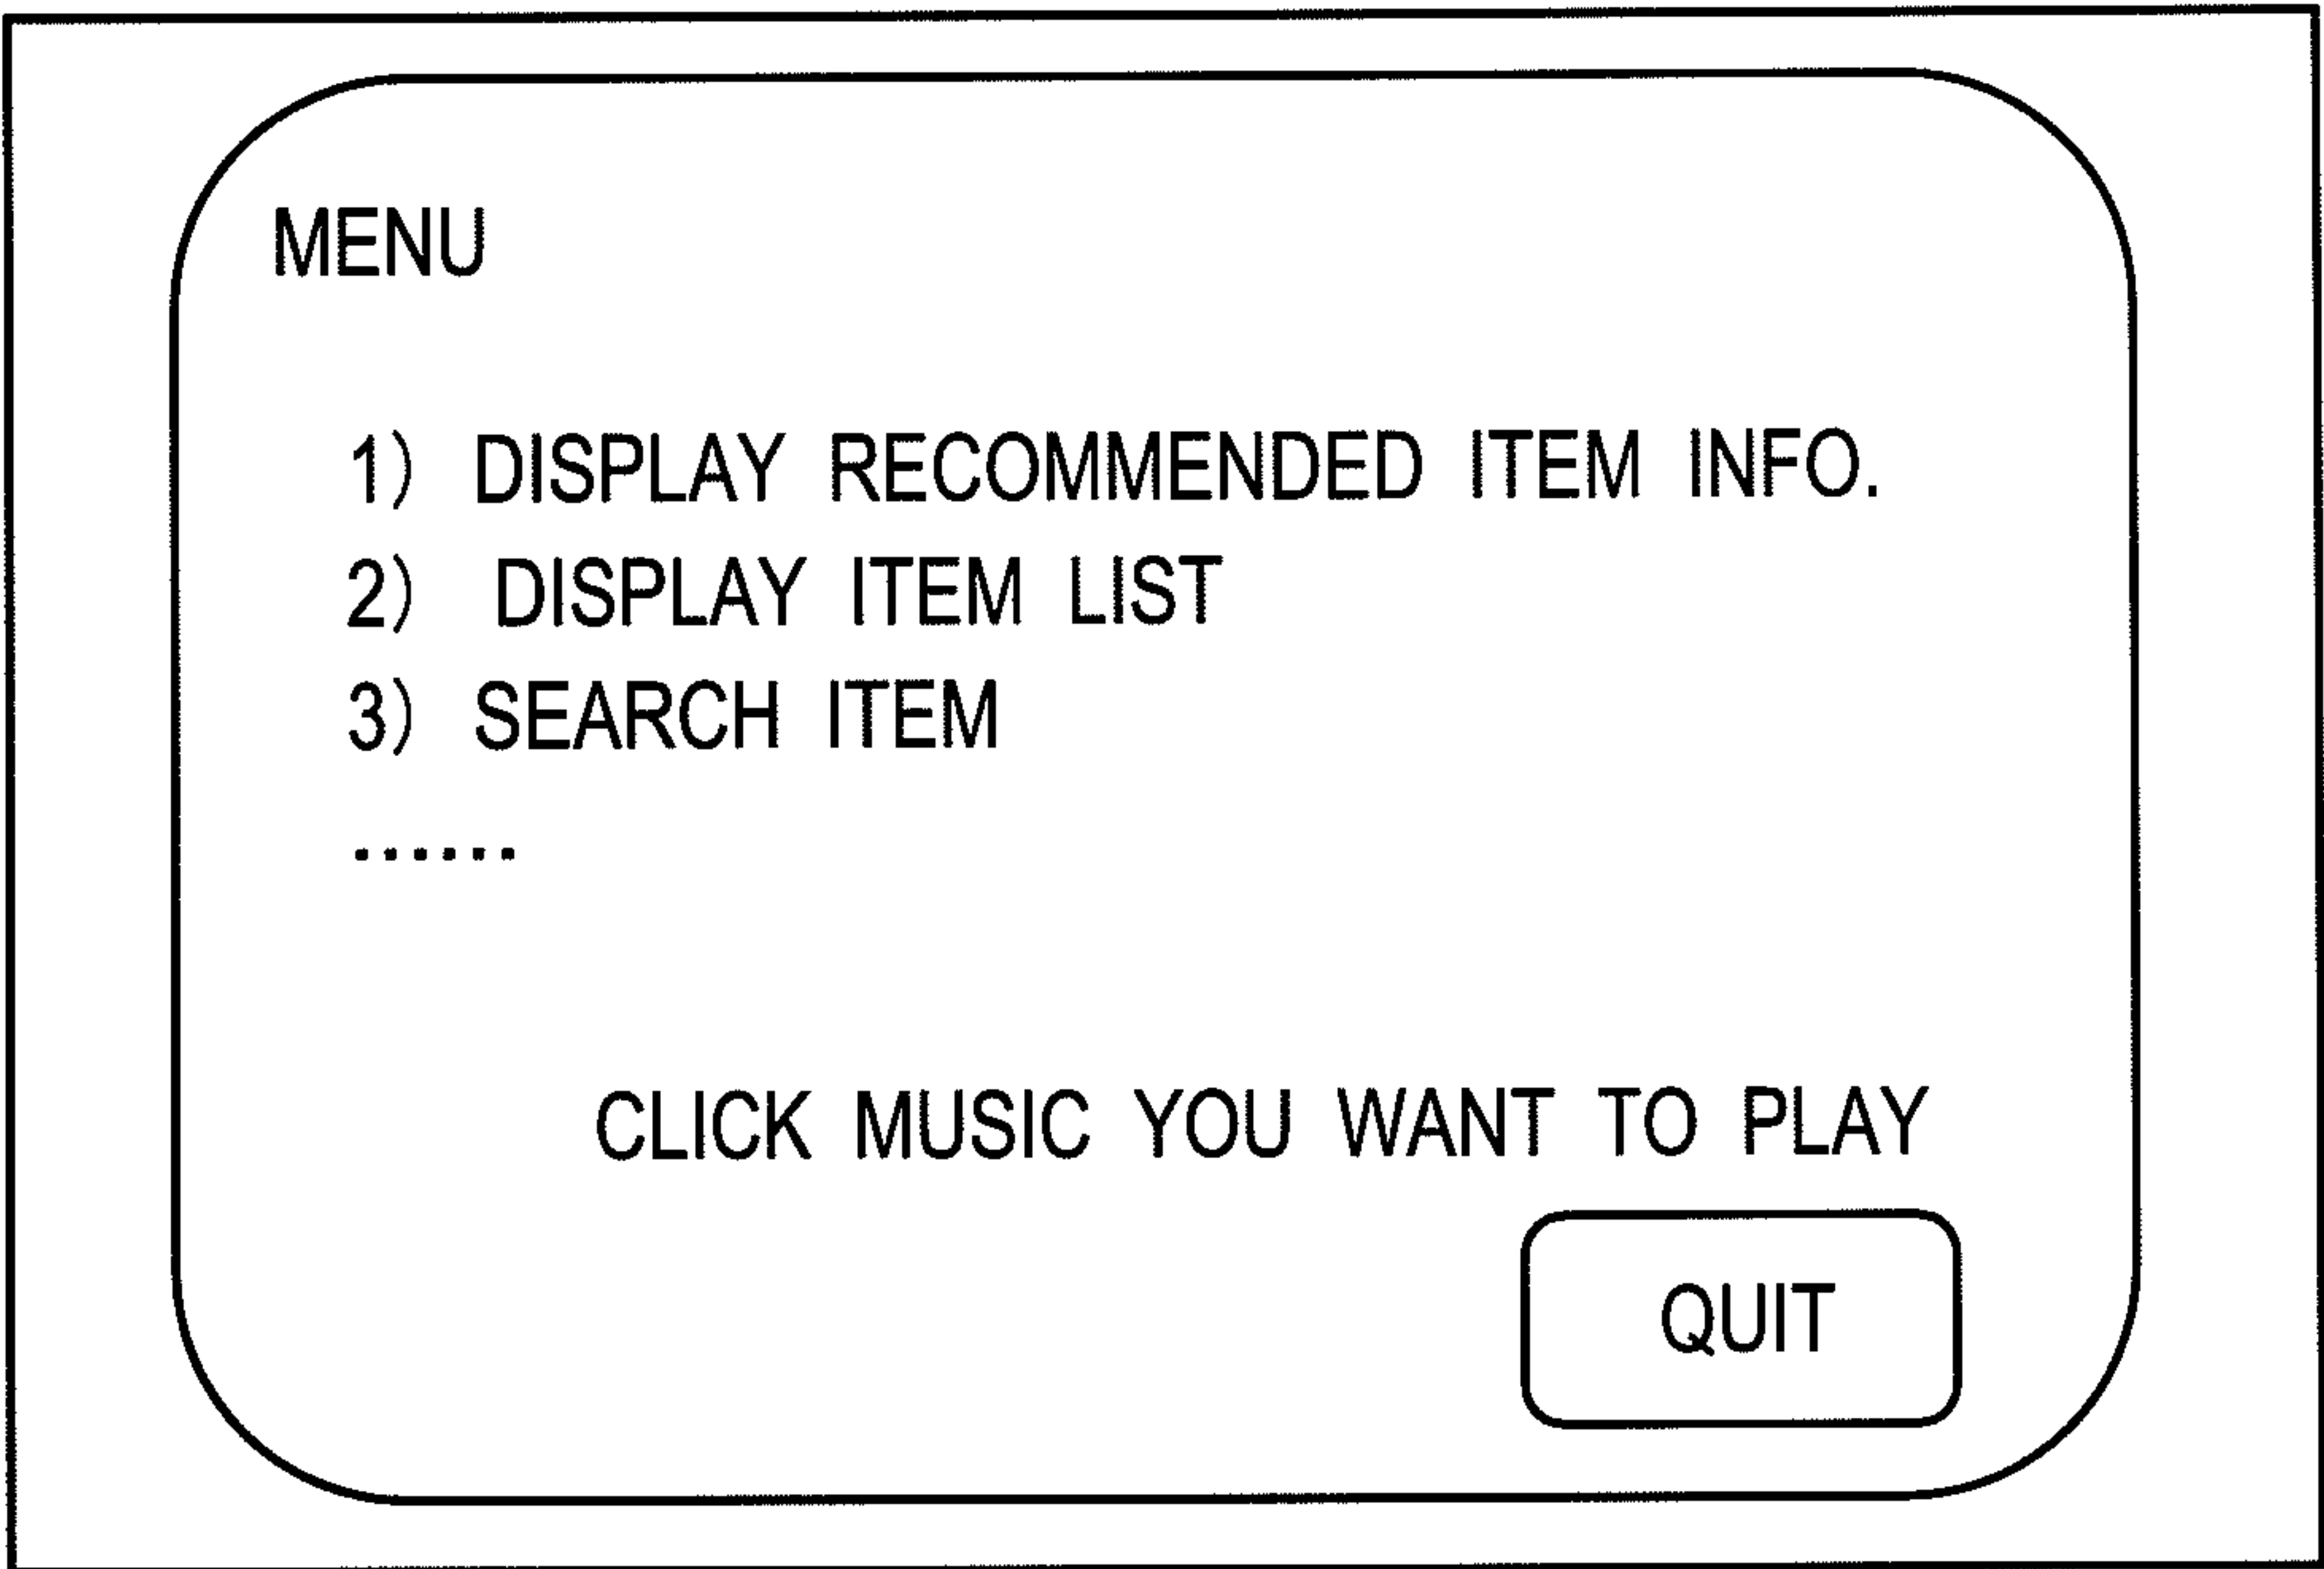 MENU
1) DISPLAY RECOMMENDED ITEM INFO.
2) DISPLAY ITEM LIST
3) SEARCH ITEM
......
CLICK MUSIC YOU WANT TO PLAY
QUIT